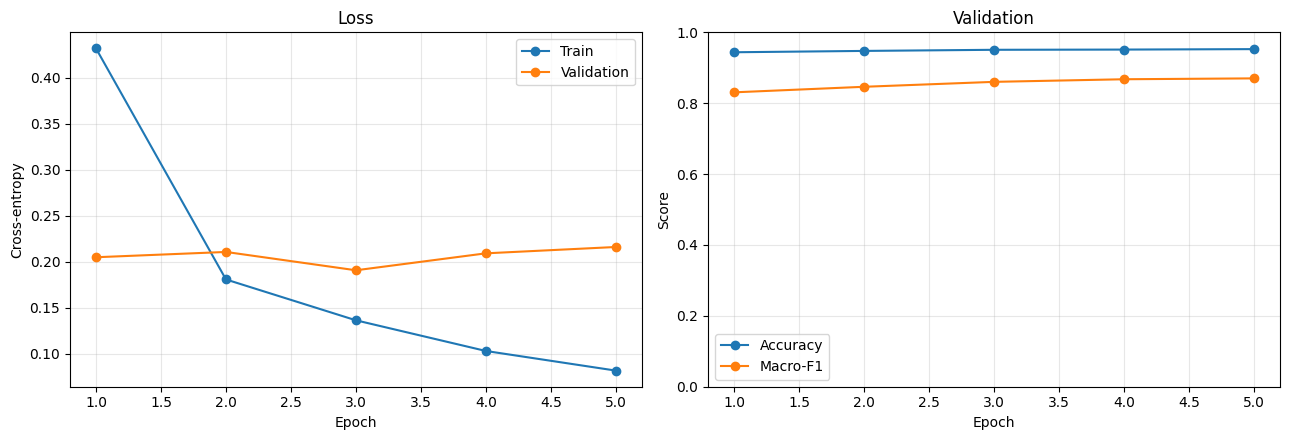 Loss
Train
Validation
Cross-entropy
0.40
0.35
0.30
0.25
0.20
0.15
0.10
1.0 1.5 2.0 2.5 3.0 3.5 4.0 4.5 5.0
Epoch
Validation
Score
1.0
0.8
0.6
0.4
0.2
0.0
Accuracy
Macro-F1
1.0 1.5 2.0 2.5 3.0 3.5 4.0 4.5 5.0
Epoch